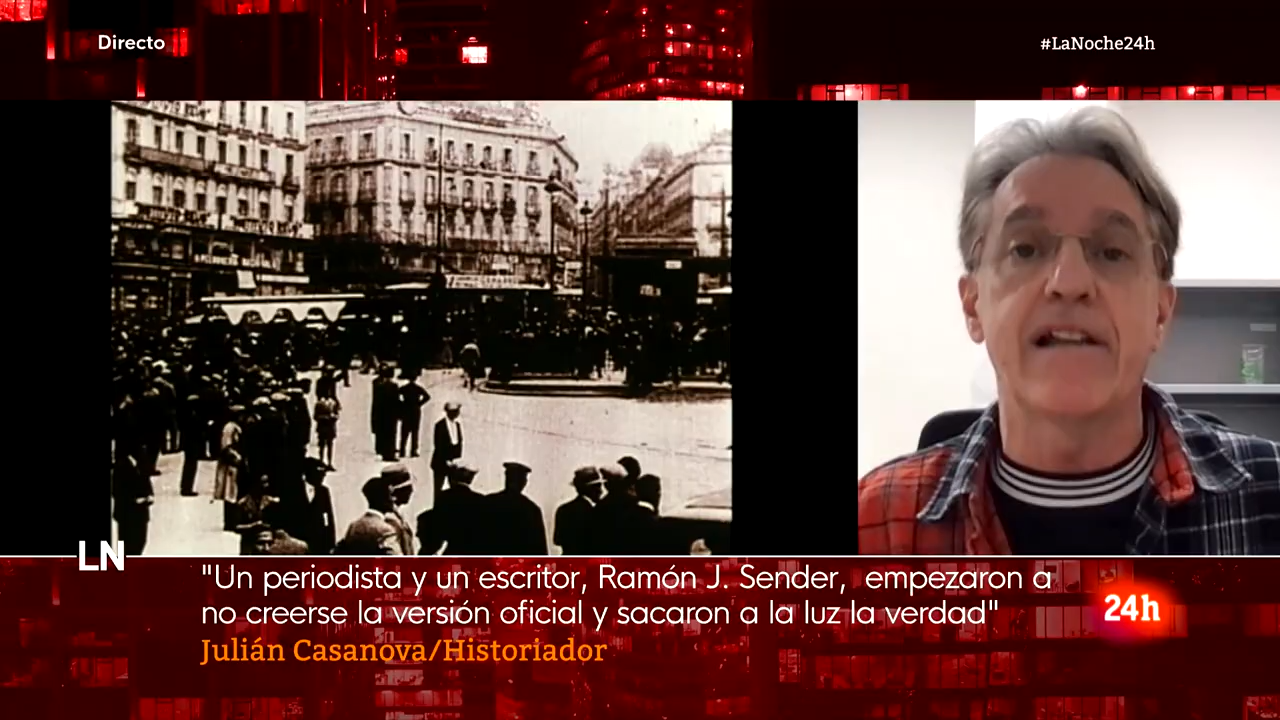 Directo
#LaNoche24h
LN
"Un periodista y un escritor, Ramón J. Sender, empezaron a
no creerse la versión oficial y sacaron a la luz la verdad"
24h
Julián Casanova/Historiador